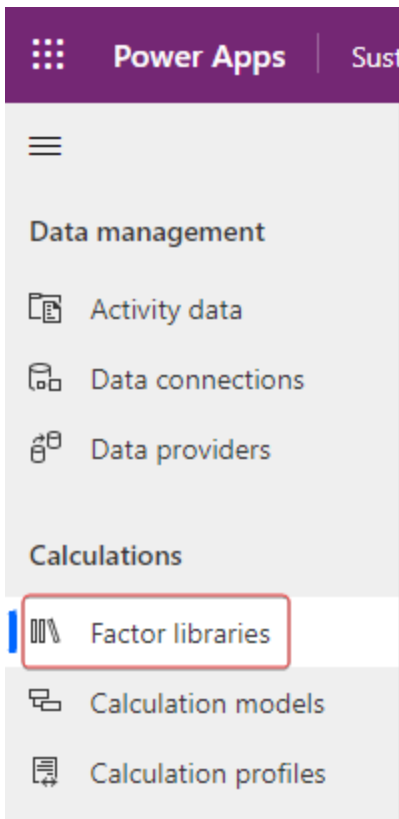 Power Apps Sust
Data management
Activity data
Data connections
Data providers
Calculations
Factor libraries
Calculation models
Calculation profiles